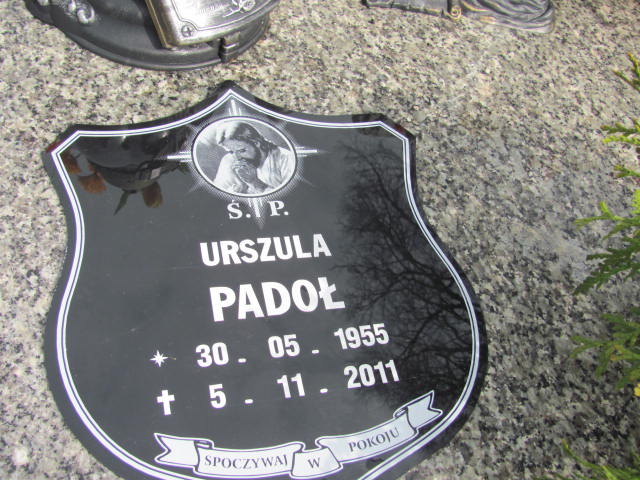 Ś. P.
URSZULA
PADOŁ
30 - 05 - 1955
5 - 11 - 2011
SPOCZYWAJ W POKOJU